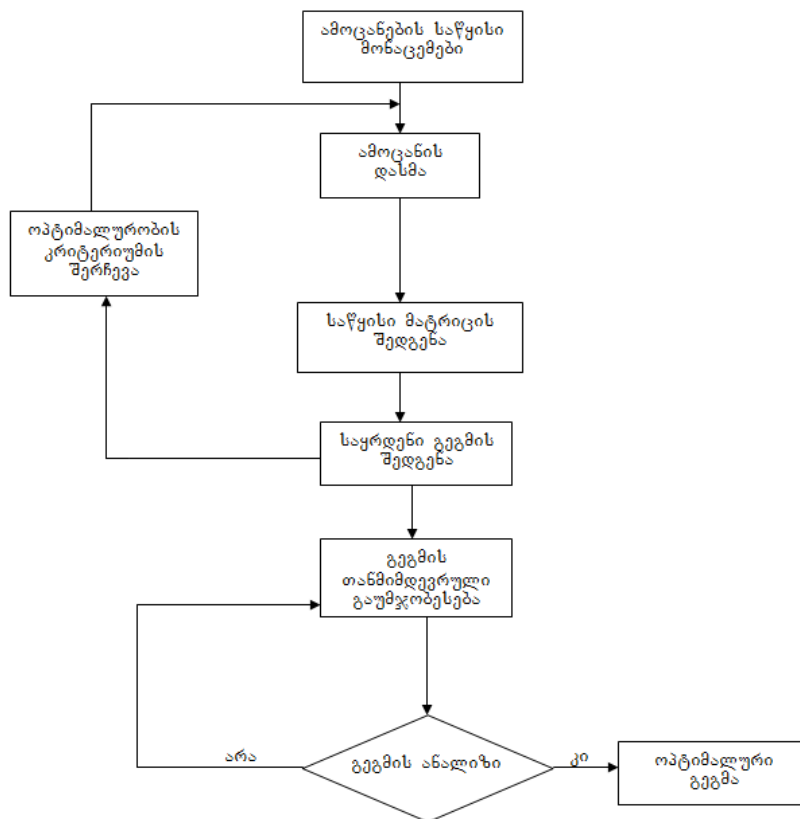 ამოცანების საწყისი
მონაცემები
ამოცანის
დასმა
ოპტიმალურობის
კრიტერიუმის
შერჩევა
საწყისი მატრიცის
შედგენა
საყრდენი გეგმის
შედგენა
გეგმის
თანმიმდევრული
გაუმჯობესება
არა
გეგმის ანალიზი
კი
ოპტიმალური
გეგმა